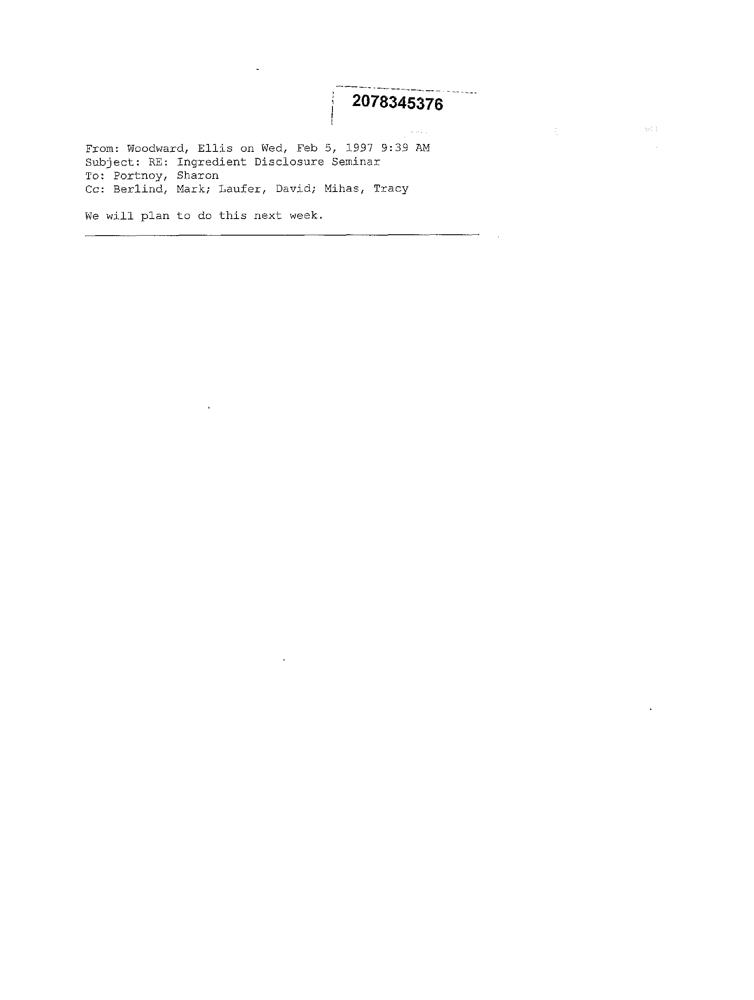 2078345376
From: Woodward, Ellis on Wed, Feb 5, 1997 9:39 AM
Subject: RE: Ingredient Disclosure Seminar
To: Portnoy, Sharon
Cc: Berlind, Mark; Laufer, David; Mihas, Tracy
We will plan to do this next week.